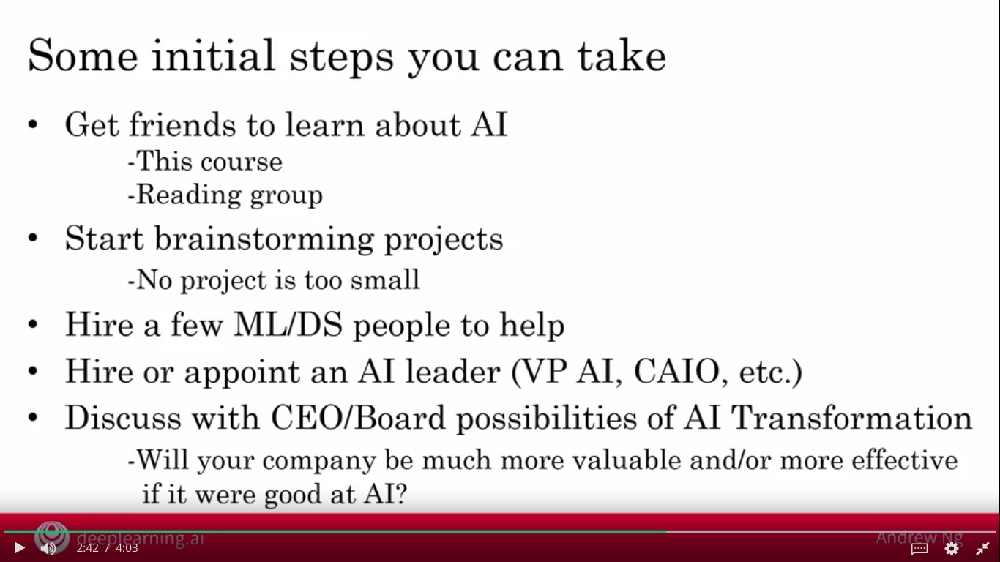 Some initial steps you can take
• Get friends to learn about AI
-This course
-Reading group
• Start brainstorming projects
-No project is too small
• Hire a few ML/DS people to help
• Hire or appoint an AI leader (VP AI, CAIO, etc.)
• Discuss with CEO/Board possibilities of AI Transformation
-Will your company be much more valuable and/or more effective
if it were good at AI?
deeplearning.ai
Andrew Ng
2:42 / 4:03